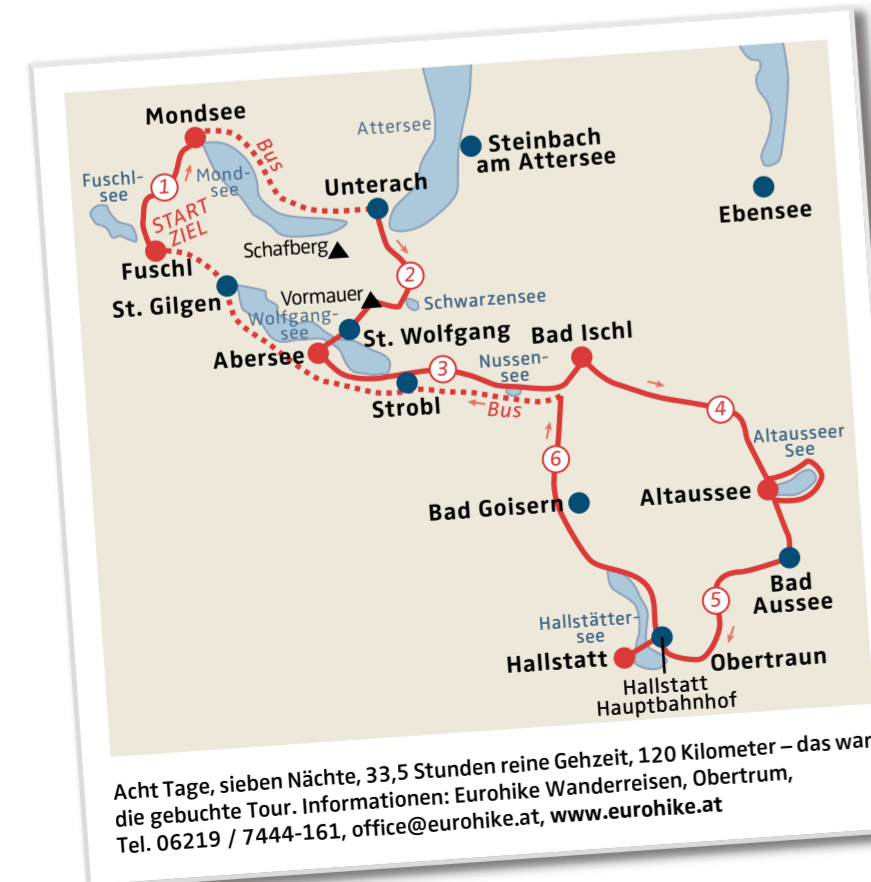 Mondsee
Attersee
Steinbach
am Attersee
Bus
Fuschl-
see
1
Mond-
see
Unterach
START
ZIEL
Ebensee
Schafberg
Fuschl
2
St. Gilgen
Vormauer
Schwarzensee
Wolfgang-
see
St. Wolfgang
Bad Ischl
Abersee
3
Nussen-
see
Strobl
Bus
4
Altausseer
See
6
Altaussee
Bad Goisern
Bad
Aussee
5
Hallstätter-
see
Hallstatt
Obertraun
Hallstatt
Hauptbahnhof
Acht Tage, sieben Nächte, 33,5 Stunden reine Gehzeit, 120 Kilometer – das war
die gebuchte Tour. Informationen: Eurohike Wanderreisen, Obertrum,
Tel. 06219 / 7444-161, office@eurohike.at, www.eurohike.at